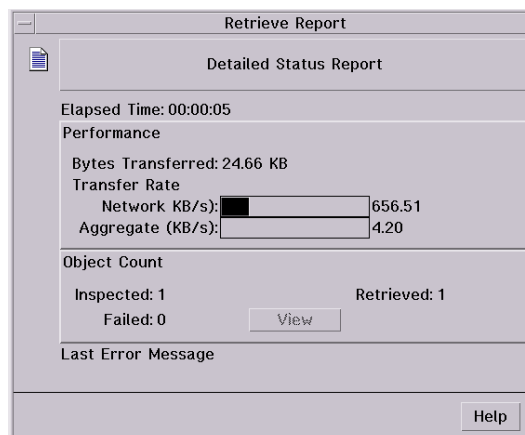 Retrieve Report
Detailed Status Report
Elapsed Time: 00:00:05
Performance
Bytes Transferred: 24.66 KB
Transfer Rate
Network KB/s): 656.51
Aggregate (KB/s): 4.20
Object Count
Inspected: 1 Retrieved: 1
Failed: 0 View
Last Error Message
Help